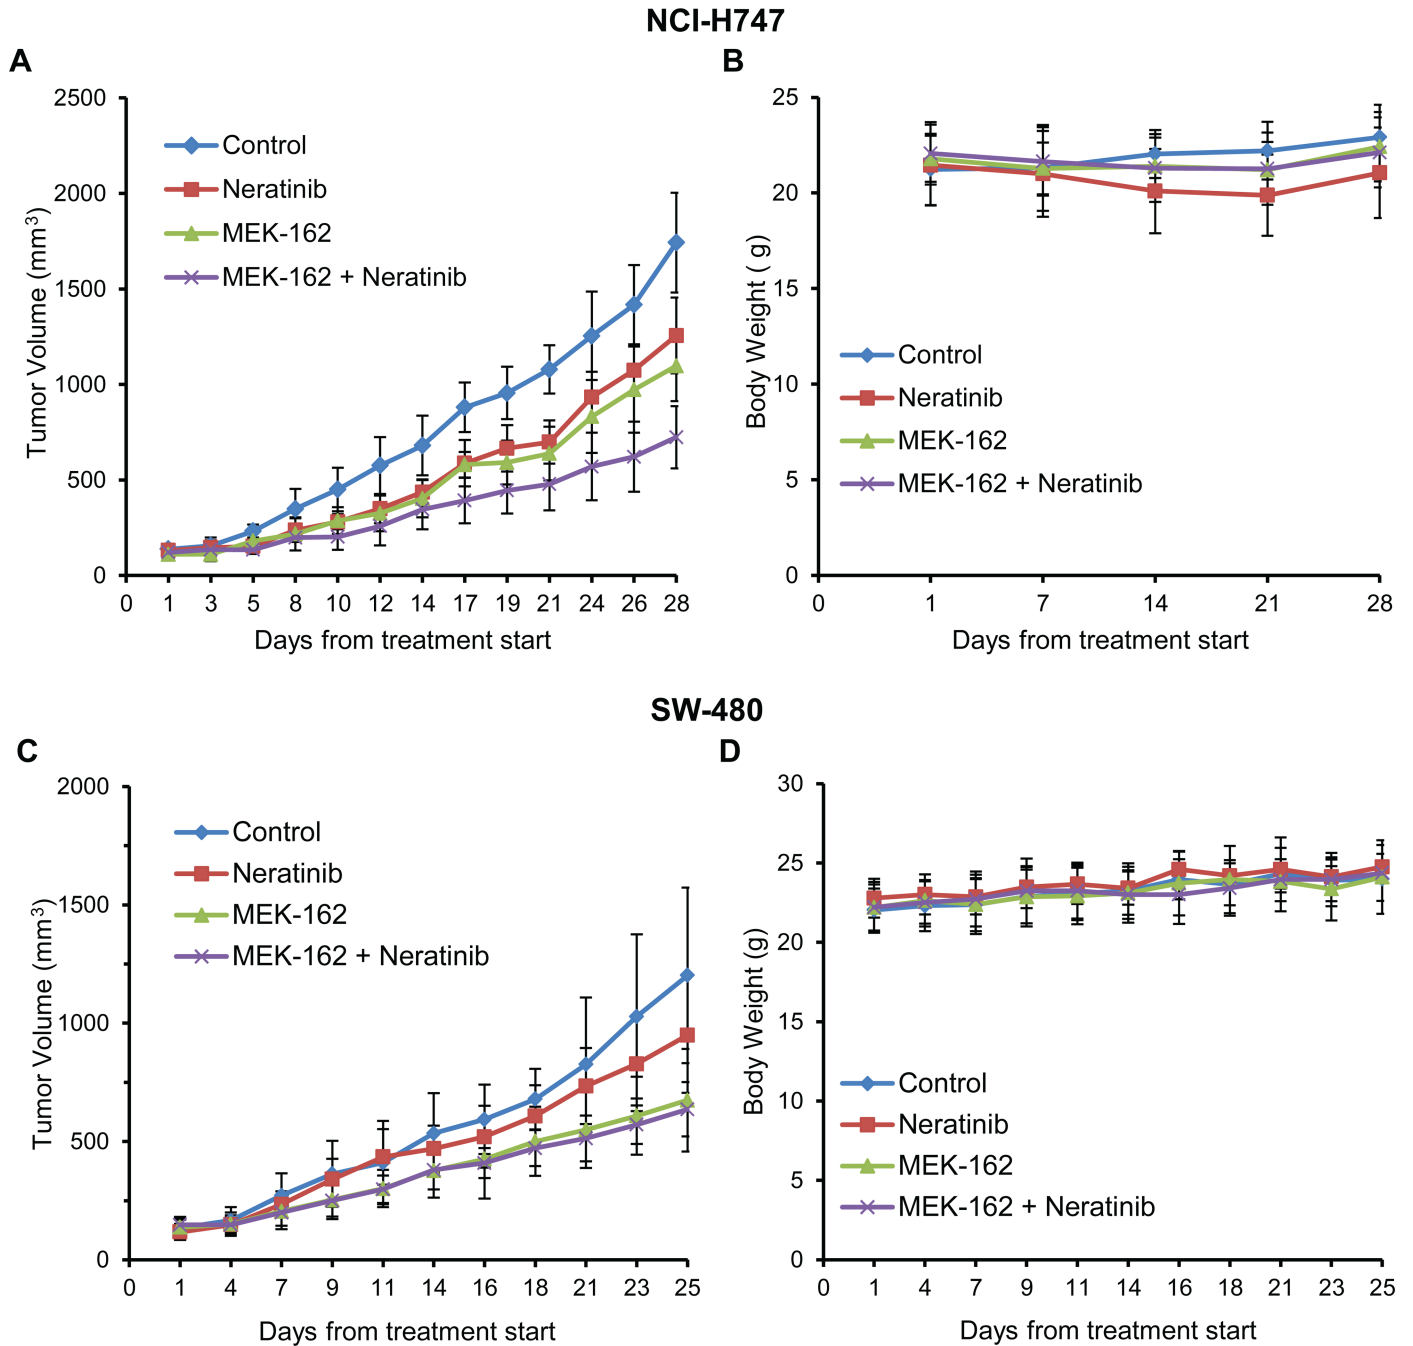 NCI-H747
A
B
2500
2000
1500
1000
500
0
Tumor Volume (mm³)
Control
Neratinib
MEK-162
MEK-162 + Neratinib
0 1 3 5 8 10 12 14 17 19 21 24 26 28
Days from treatment start
25
20
15
10
5
0
Body Weight ( g)
Control
Neratinib
MEK-162
MEK-162 + Neratinib
0 1 7 14 21 28
Days from treatment start
SW-480
C
D
2000
1500
1000
500
0
Tumor Volume (mm³)
Control
Neratinib
MEK-162
MEK-162 + Neratinib
0 1 4 7 9 11 14 16 18 21 23 25
Days from treatment start
30
25
20
15
10
5
0
Body Weight (g)
Control
Neratinib
MEK-162
MEK-162 + Neratinib
0 1 4 7 9 11 14 16 18 21 23 25
Days from treatment start